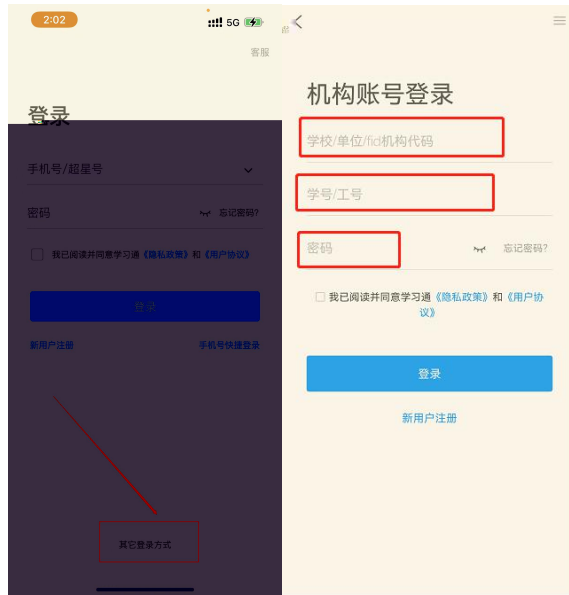 2:02
5G
客服
登录
手机号/超星号
密码
忘记密码?
我已阅读并同意学习通《隐私政策》和《用户协议》
登录
新用户注册
手机号快捷登录
其它登录方式
机构账号登录
学校/单位/fid机构代码
学号/工号
密码
忘记密码?
我已阅读并同意学习通《隐私政策》和《用户协
议》
登录
新用户注册